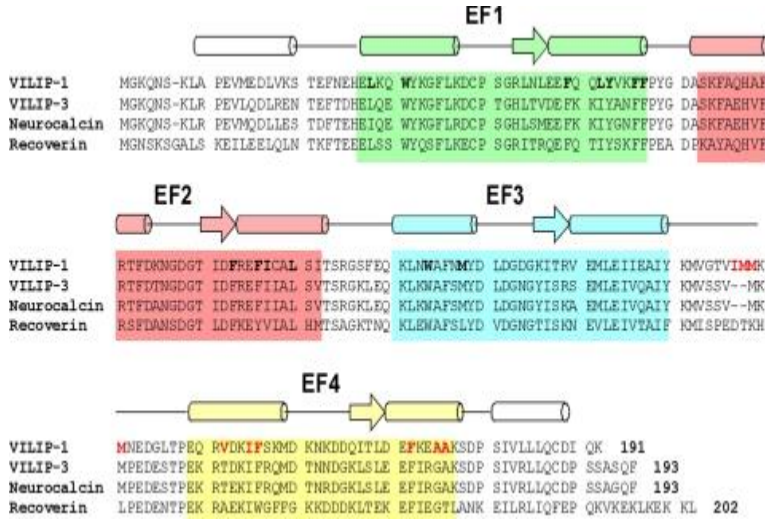 EF1
VILIP-1 MGKQNS-KLA PEVMEDLVKS TEFNEHELKQ WYKGFLKDCP SGRLNLEEFQ QLYVKFFPYG DASKFAQHAF
VILIP-3 MGKQNS-KLR PEVLQDLREN TEFTDHELQE WYKGFLKDCP TGHLTVDEFK KIYANFFPYG DASKFAEHVF
Neurocalcin MGKQNS-KLR PEVMQDLLES TDFTEHEIQE WYKGFLRDCP SGHLSMEEFK KIYGNFFPYG DASKFAEHVF
Recoverin MGNSKSGALS KEILEELQLN TKFTEEELSS WYQSFLKECP SGRITRQEFQ TIYSKFFPEA DPKAYAQHVF
EF2 EF3
VILIP-1 RTFDKNGDGT IDFREFICAL SITSRGSFEQ KLNWAFNMYD LDGDGKITRV EMLEIIEAIY KMVGTVIMMK
VILIP-3 RTFDTNGDGT IDFREFIIAL SVTSRGKLEQ KLKWAFSMYD LDGNGYISRS EMLEIVQAIY KMVSSV--MK
Neurocalcin RTFDANGDGT IDFREFIIAL SVTSRGKLEQ KLKWAFSMYD LDGNGYISKA EMLEIVQAIY KMVSSV--MK
Recoverin RSFDANSDGT LDFKEYVIAL HMTSAGKTNQ KLEWAFSLYD VDGNGTISKN EVLEIVTAIF KMISPEDTKH
EF4
VILIP-1 MNEDGLTPEQ RVDKIFSKMD KNKDDQITLD EFKEAAKSDP SIVLLLQCDI QK 191
VILIP-3 MPEDESTPEK RTDKIFRQMD TNNDGKLSLE EFIRGAKSDP SIVRLLQCDP SSASQF 193
Neurocalcin MPEDESTPEK RTEKIFRQMD TNRDGKLSLE EFIRGAKSDP SIVRLLQCDP SSAGQF 193
Recoverin LPEDENTPEK RAEKIWGFFG KKDDDKLTEK EFIEGTLANK EILRLIQFEP QKVKEKLKEK KL 202